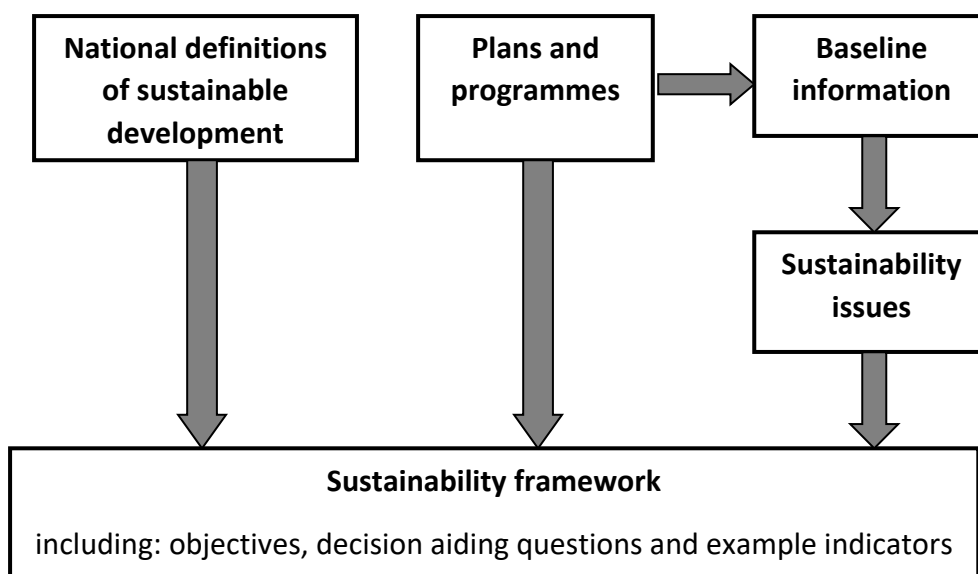 National definitions
of sustainable
development
Plans and
programmes
Baseline
information
Sustainability
issues
Sustainability framework
including: objectives, decision aiding questions and example indicators